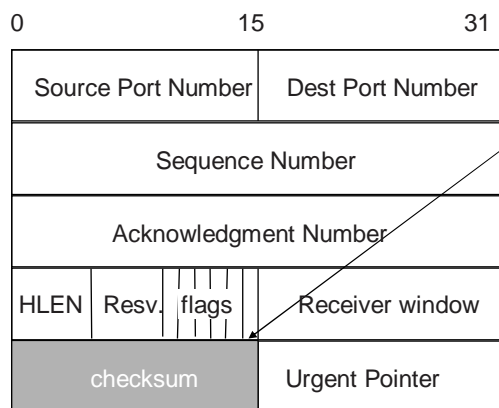 0 15 31
Source Port Number Dest Port Number
Sequence Number
Acknowledgment Number
HLEN Resv. flags Receiver window
checksum Urgent Pointer